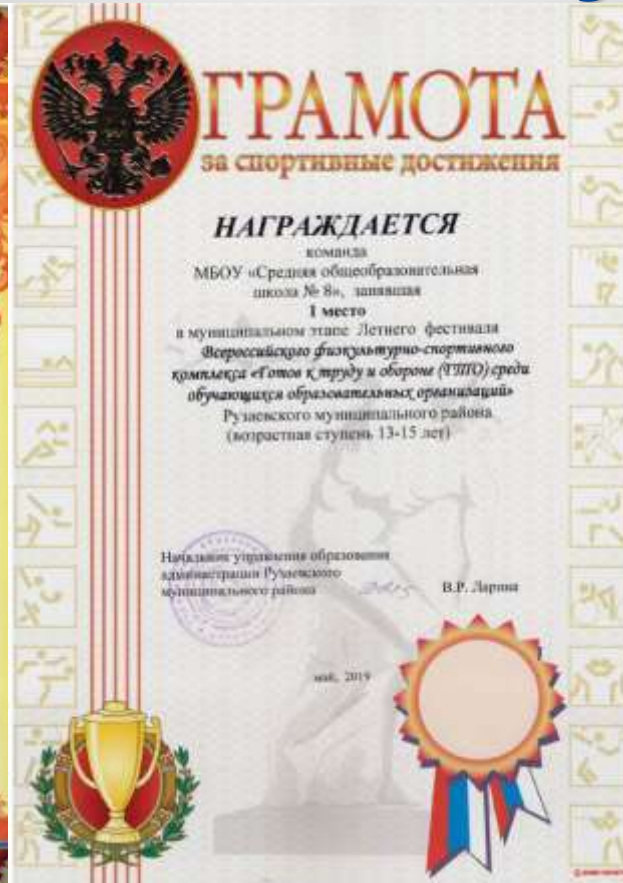 ГРАМОТА
за спортивные достижения
НАГРАЖДАЕТСЯ
команда
МБОУ «Средняя общеобразовательная
школа № 8», занявшая
1 место
в муниципальном этапе Летнего фестиваля
Всероссийского физкультурно-спортивного
комплекса «Готов к труду и обороне (ГТО) среди
обучающихся образовательных организаций»
Рузаевского муниципального района
(возрастная ступень 13-15 лет)
Начальник управления образования
администрации Рузаевского
муниципального района В.Р. Ларина
май, 2019